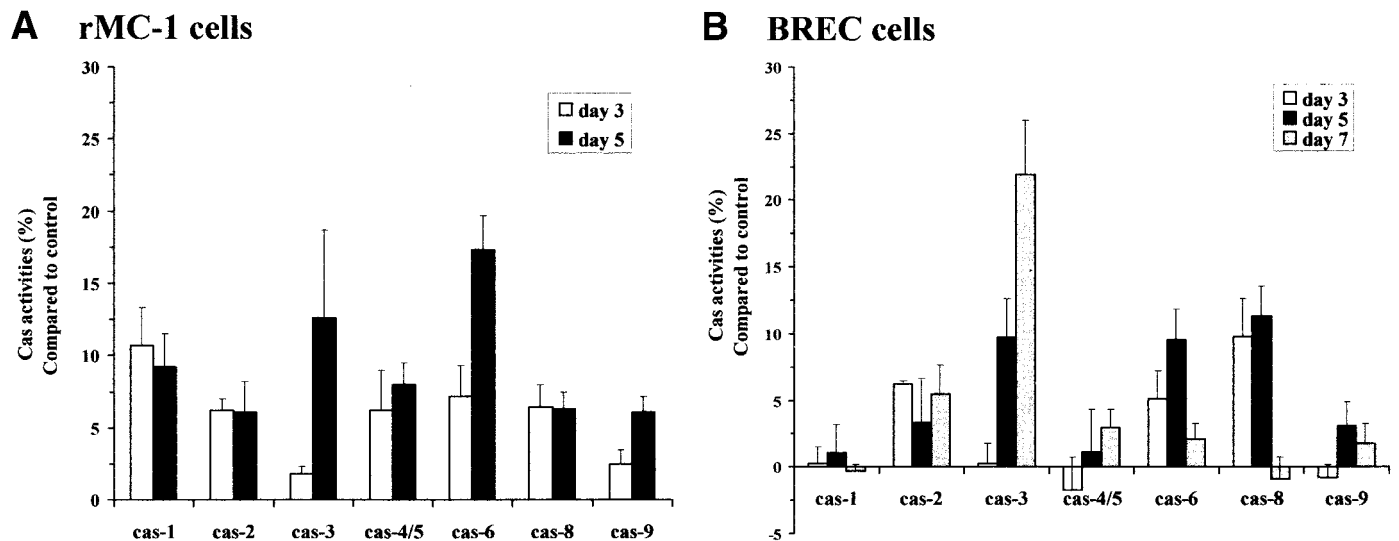 A rMC-1 cells
30
25
20
15
10
5
0
Cas activities (%)
Compared to control
day 3
day 5
cas-1 cas-2 cas-3 cas-4/5 cas-6 cas-8 cas-9
B BREC cells
30
25
20
15
10
5
0
-5
Cas activities (%)
Compared to control
day 3
day 5
day 7
cas-1 cas-2 cas-3 cas-4/5 cas-6 cas-8 cas-9